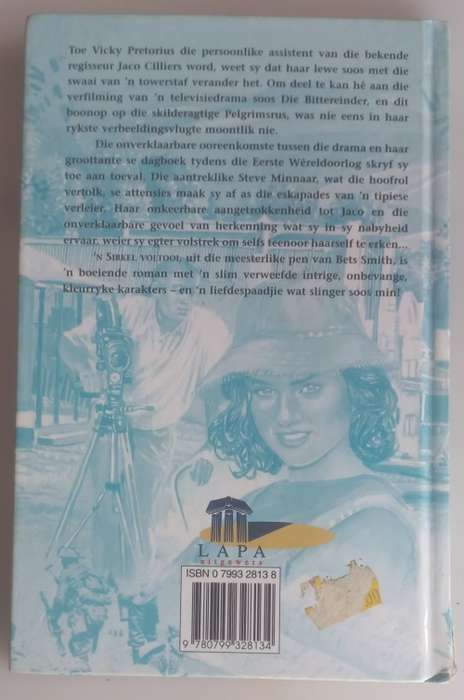 Toe Vicky Pretorius die persoonlike assistent van die bekende
regisseur Jaco Cilliers word, weet sy dat haar lewe soos met die
swaai van 'n towerstaf verander het. Om deel te kan hê aan die
verfilming van 'n televisiedrama soos Die Bittereinder, en dit
boonop op die skilderagtige Pelgrimsrus, was nie eens in haar
rykste verbeeldingsvlugte moontlik nie.
Die onverklaarbare ooreenkomste tussen die drama en haar
groottante se dagboek tydens die Eerste Wêreldoorlog skryf sy
toe aan toeval. Die aantreklike Steve Minnaar, wat die hoofrol
vertolk, se attensies maak sy af as die eskapades van 'n tipiese
verleier. Haar onkeerbare aangetrokkenheid tot Jaco en die
onverklaarbare gevoel van herkenning wat sy in sy nabyheid
ervaar, weier sy egter volstrek om selfs teenoor haarself te erken...
'N SIRKEL VOLTOOI, uit die meesterlike pen van Bets Smith, is
'n boeiende roman met 'n slim verweefde intrige, onbevange,
kleurryke karakters – en 'n liefdespaadjie wat slinger soos min!
LAPA
uitgewers
ISBN 0 7993 2813 8
9 780799 328134